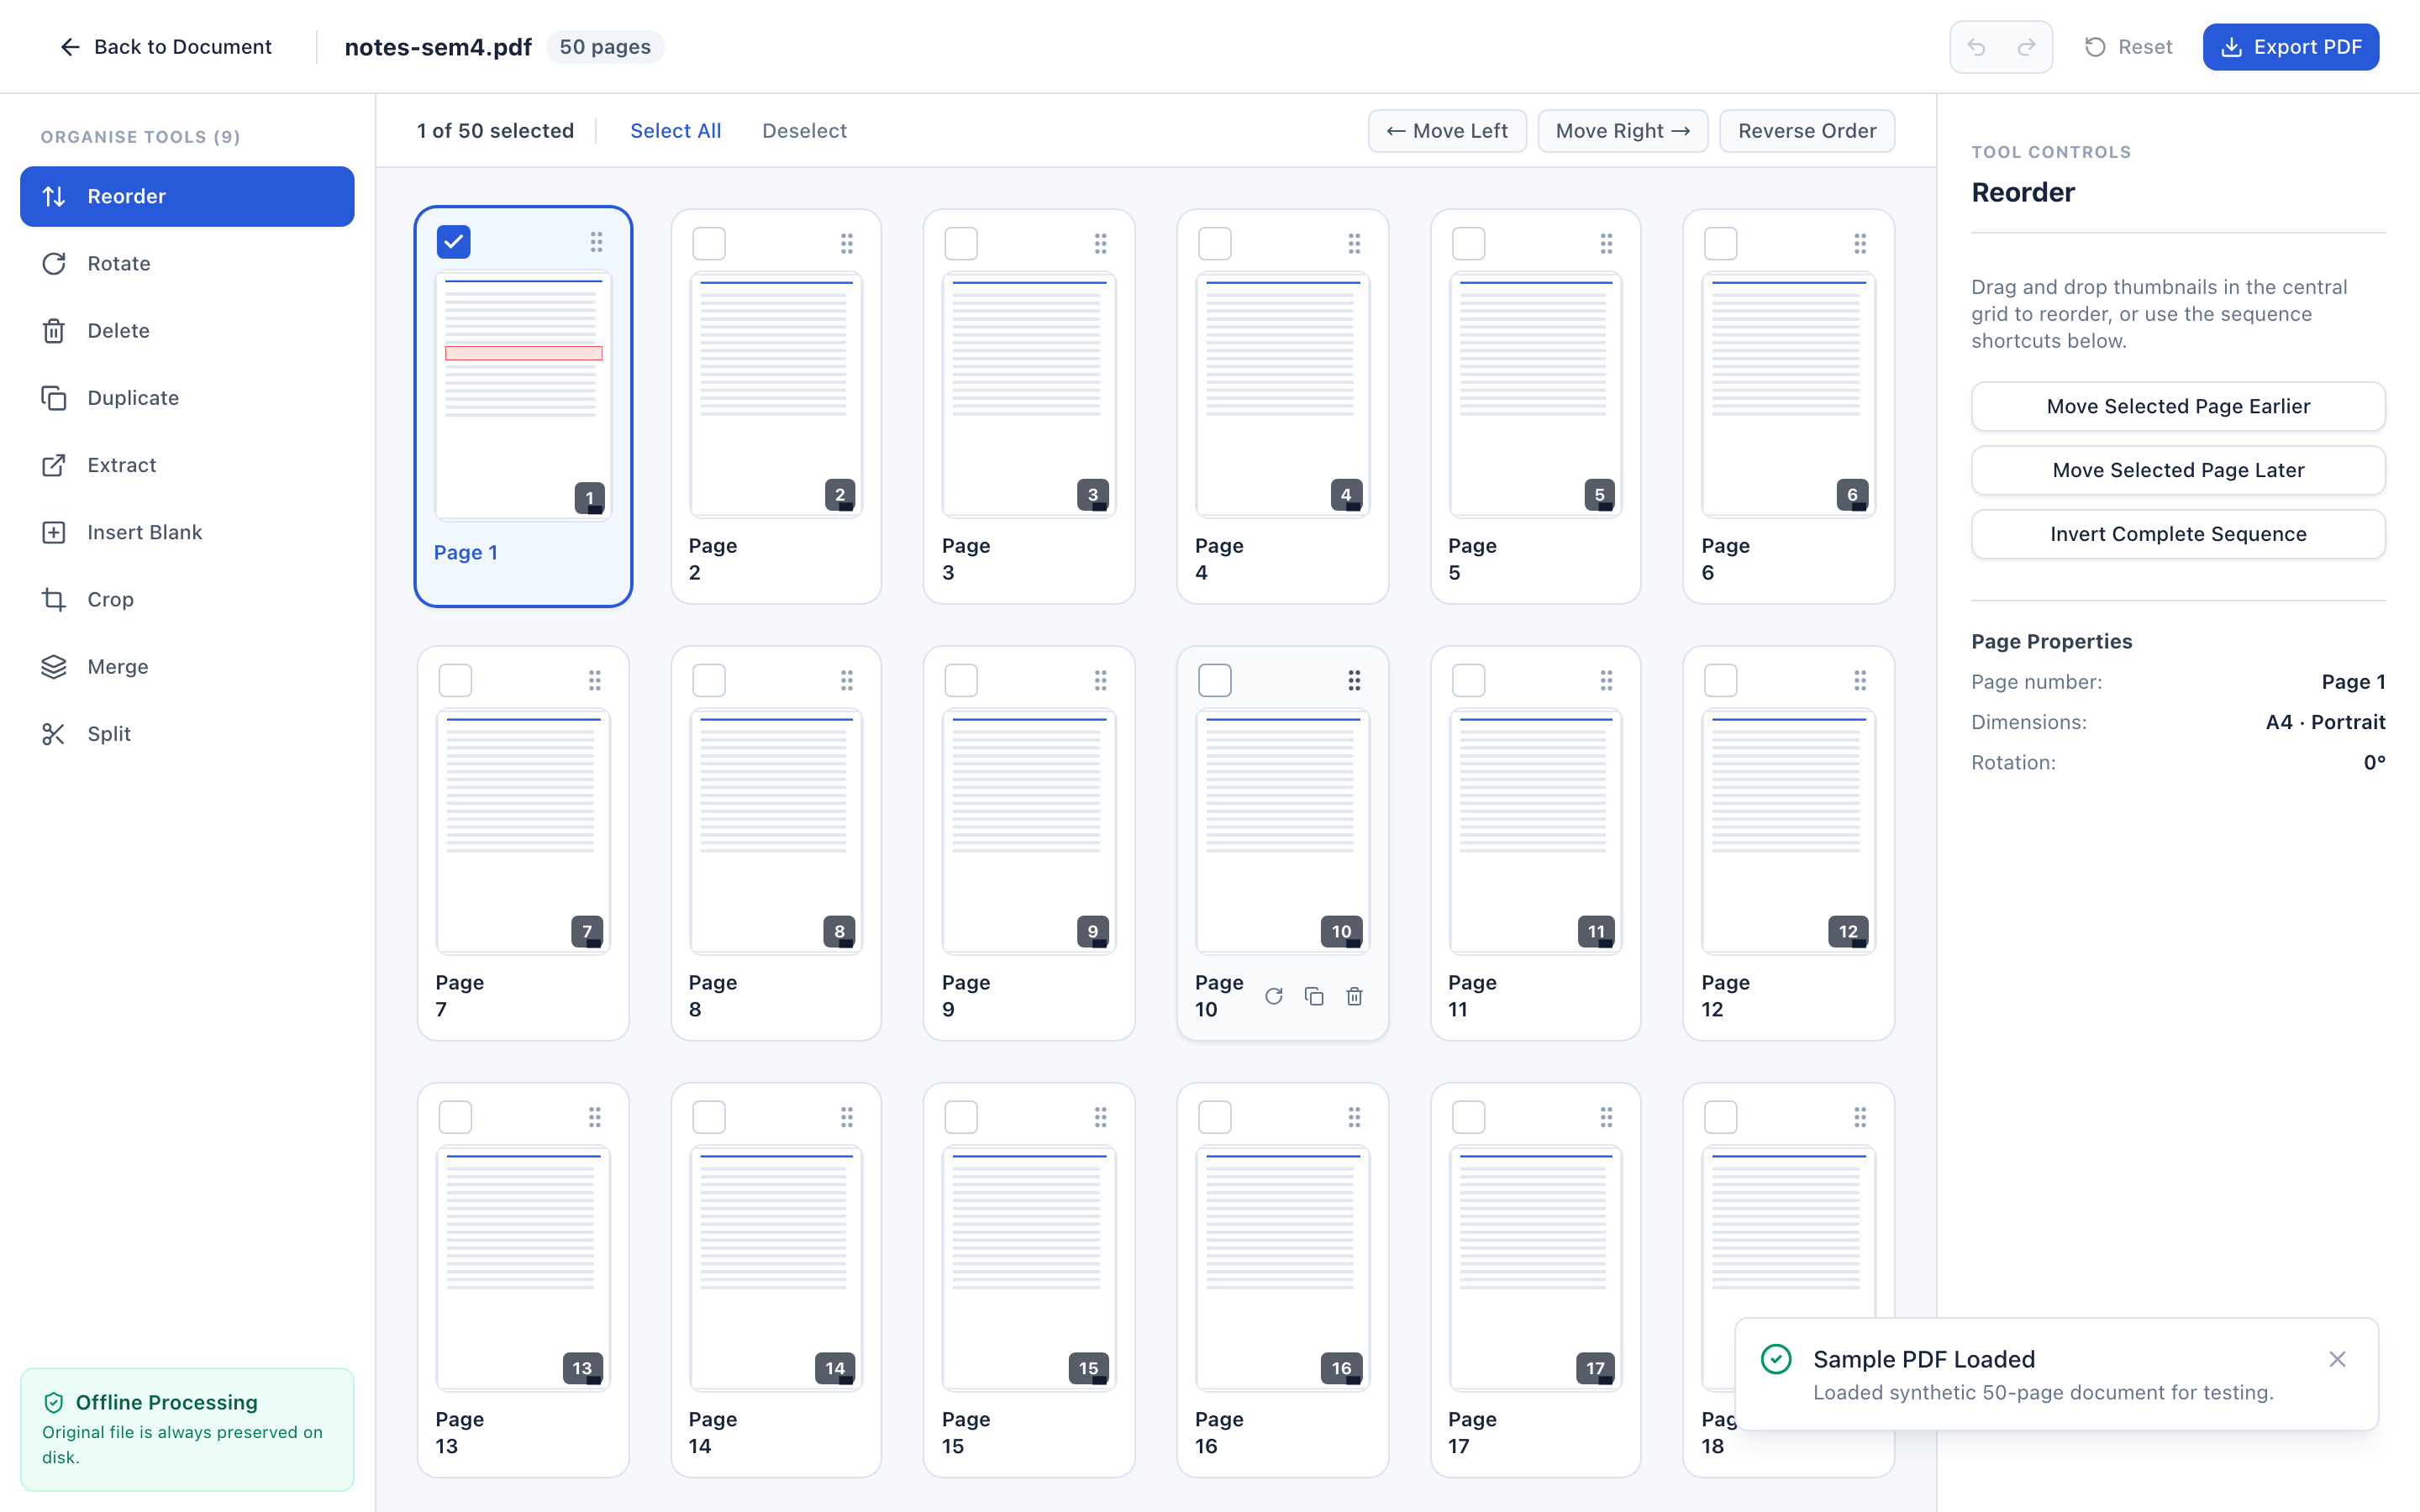 Back to Document
notes-sem4.pdf
50 pages
Reset
Export PDF
ORGANISE TOOLS (9)
Reorder
Rotate
Delete
Duplicate
Extract
Insert Blank
Crop
Merge
Split
Offline Processing
Original file is always preserved on
disk.
1 of 50 selected
Select All
Deselect
← Move Left
Move Right →
Reverse Order
1
Page 1
2
Page
2
3
Page
3
4
Page
4
5
Page
5
6
Page
6
7
Page
7
8
Page
8
9
Page
9
10
Page
10
11
Page
11
12
Page
12
13
Page
13
14
Page
14
15
Page
15
16
Page
16
17
Page
17
Pag
18
TOOL CONTROLS
Reorder
Drag and drop thumbnails in the central
grid to reorder, or use the sequence
shortcuts below.
Move Selected Page Earlier
Move Selected Page Later
Invert Complete Sequence
Page Properties
Page number:
Page 1
Dimensions:
A4 · Portrait
Rotation:
0°
Sample PDF Loaded
Loaded synthetic 50-page document for testing.